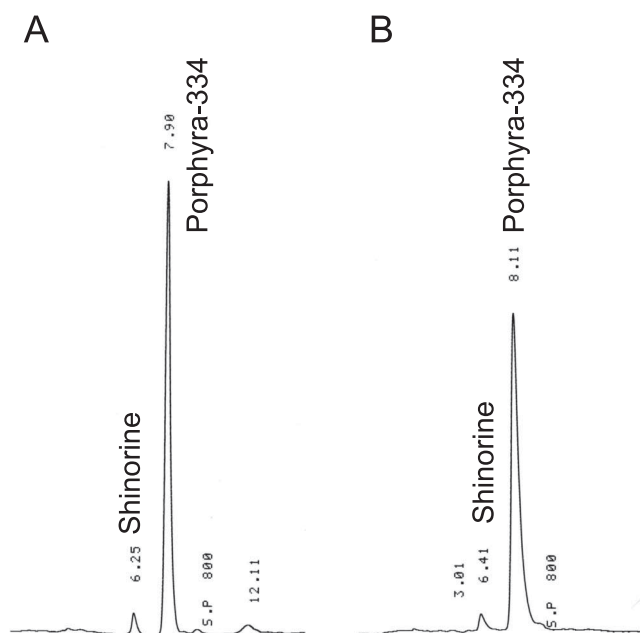 A
Shinorine
6.25
Porphyra-334
7.90
S.P 800
12.11
B
3.01
Shinorine
6.41
Porphyra-334
8.11
S.P 800